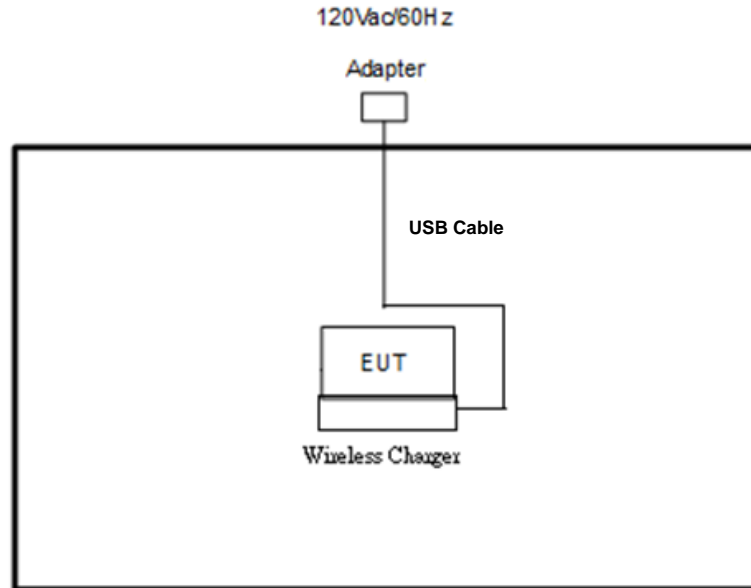 120Vac/60Hz
Adapter
USB Cable
EUT
Wireless Charger